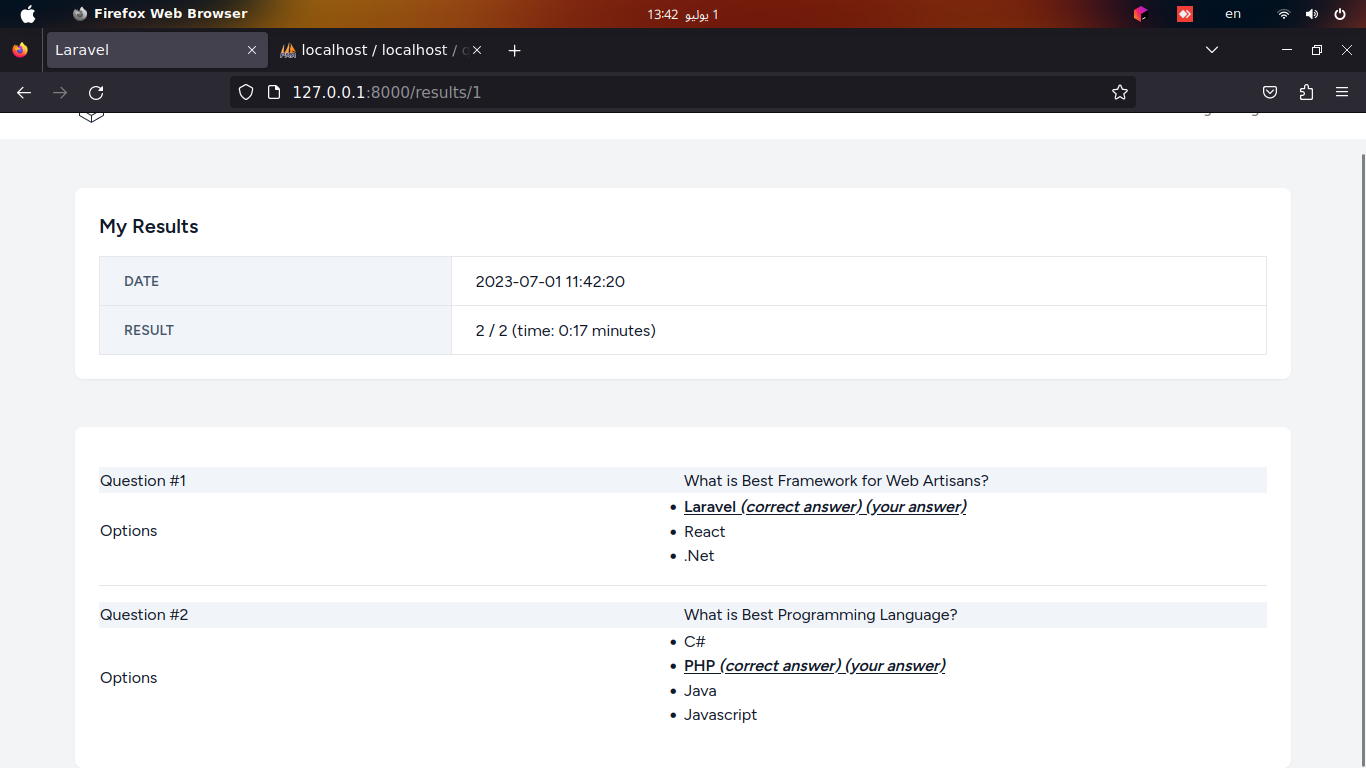 Firefox Web Browser
1 يوليو 13:42
en
Laravel
localhost / localhost /
127.0.0.1:8000/results/1
My Results
DATE 2023-07-01 11:42:20
RESULT 2 / 2 (time: 0:17 minutes)
Question #1 What is Best Framework for Web Artisans?
Options
Laravel (correct answer) (your answer)
React
.Net
Question #2 What is Best Programming Language?
Options
C#
PHP (correct answer) (your answer)
Java
Javascript